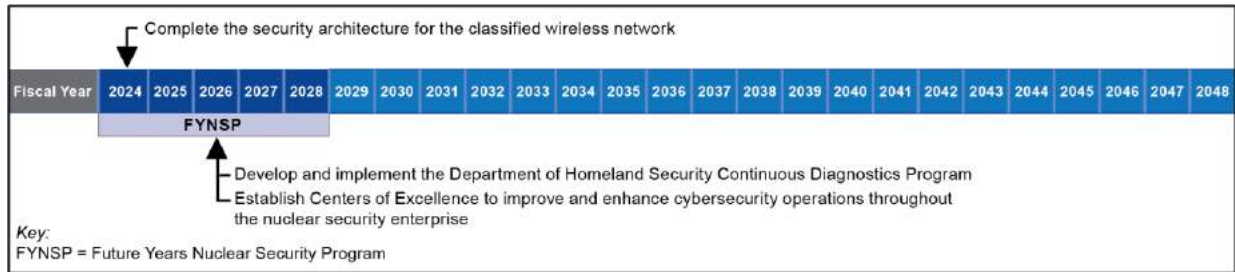 Complete the security architecture for the classified wireless network
Fiscal Year 2024 2025 2026 2027 2028 2029 2030 2031 2032 2033 2034 2035 2036 2037 2038 2039 2040 2041 2042 2043 2044 2045 2046 2047 2048
FYNSP
Develop and implement the Department of Homeland Security Continuous Diagnostics Program
Establish Centers of Excellence to improve and enhance cybersecurity operations throughout
the nuclear security enterprise
Key:
FYNSP = Future Years Nuclear Security Program